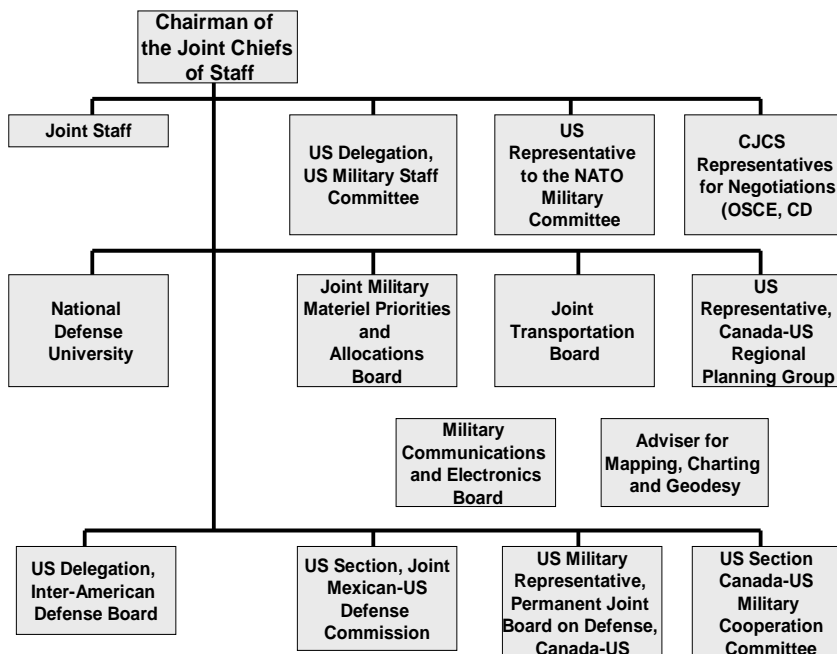 Chairman of
the Joint Chiefs
of Staff
Joint Staff
US Delegation,
US Military Staff
Committee
US
Representative
to the NATO
Military
Committee
CJCS
Representatives
for Negotiations
(OSCE, CD
National
Defense
University
Joint Military
Materiel Priorities
and
Allocations
Board
Joint
Transportation
Board
US
Representative,
Canada-US
Regional
Planning Group
Military
Communications
and Electronics
Board
Adviser for
Mapping, Charting
and Geodesy
US Delegation,
Inter-American
Defense Board
US Section, Joint
Mexican-US
Defense
Commission
US Military
Representative,
Permanent Joint
Board on Defense,
Canada-US
US Section
Canada-US
Military
Cooperation
Committee